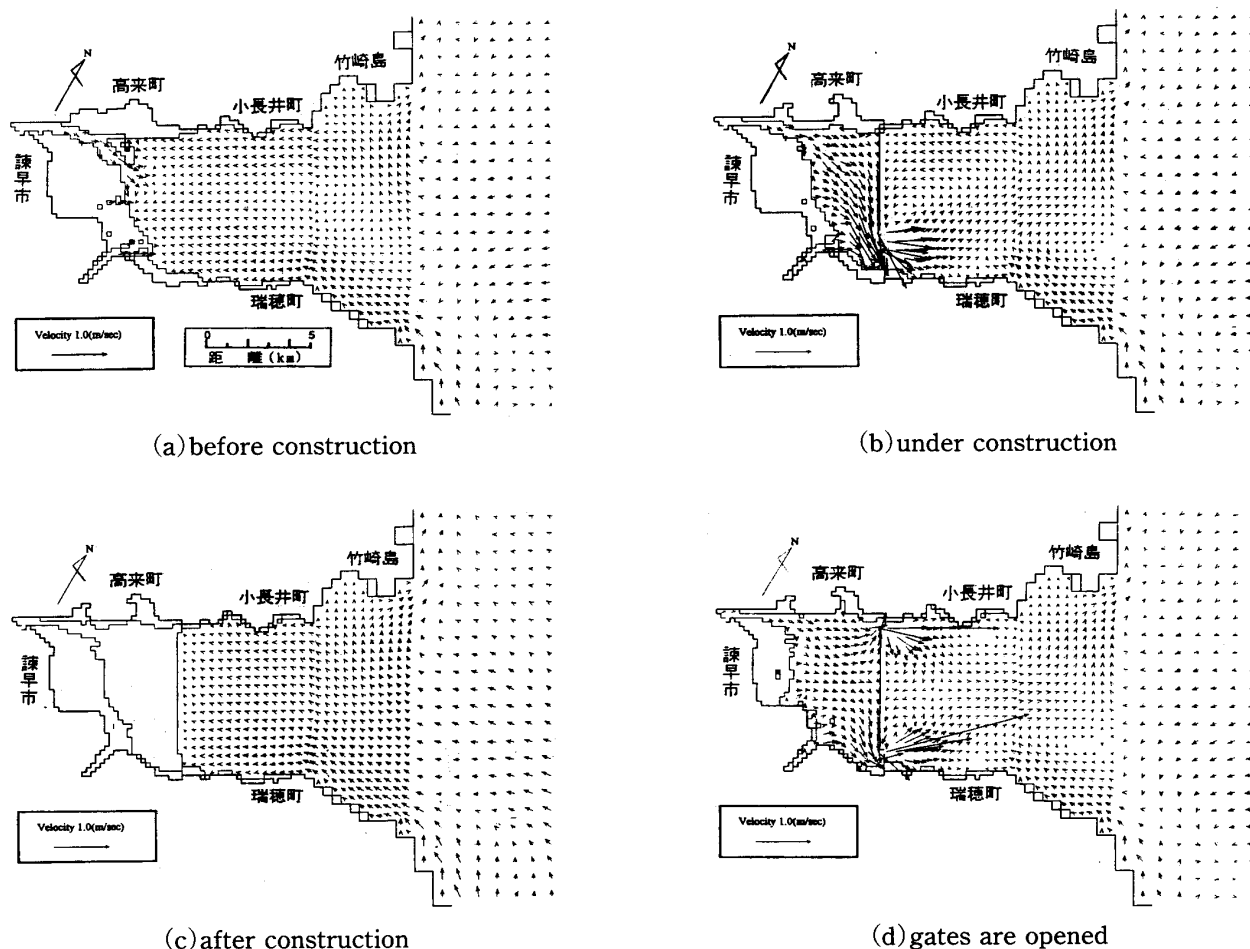 N
高来町
小長井町
竹崎島
諫早市
瑞穂町
Velocity 1.0(m/sec)
0 5
距 離(km)
(a)before construction
N
高来町
小長井町
竹崎島
諫早市
瑞穂町
Velocity 1.0(m/sec)
(b)under construction
N
高来町
小長井町
竹崎島
諫早市
瑞穂町
Velocity 1.0(m/sec)
(c)after construction
N
高来町
小長井町
竹崎島
諫早市
瑞穂町
Velocity 1.0(m/sec)
(d)gates are opened